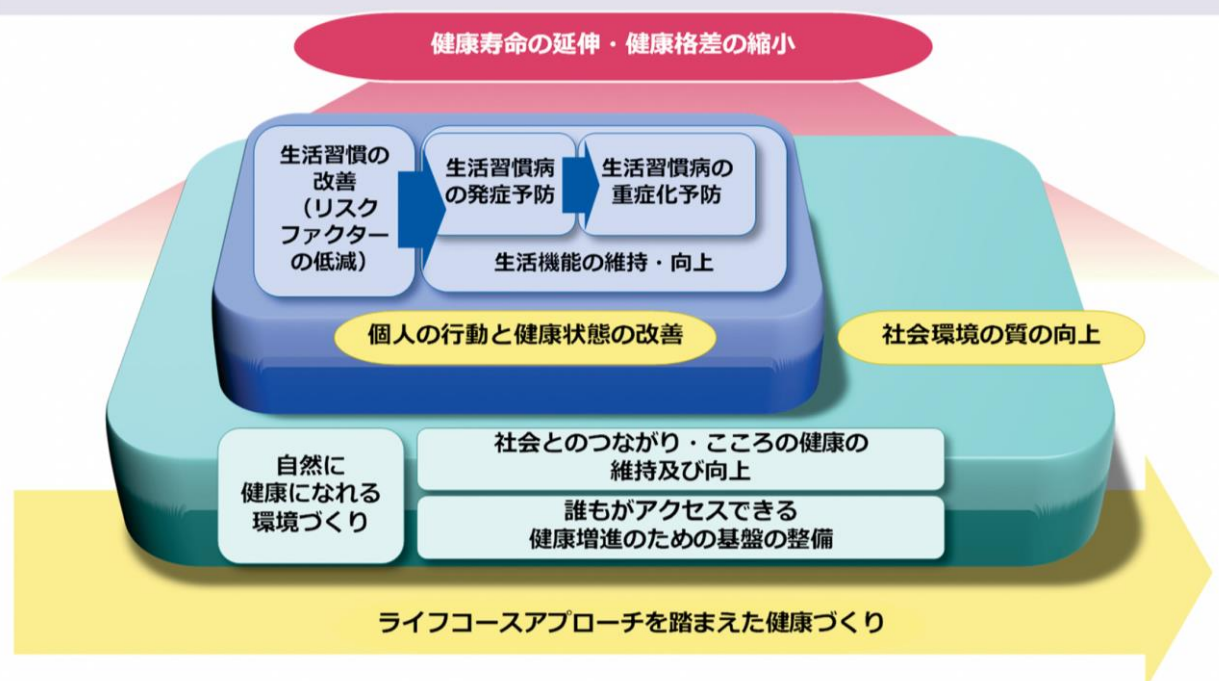 健康寿命の延伸・健康格差の縮小
生活習慣の
改善
（リスク
ファクター
の低減）
生活習慣病
の発症予防
生活習慣病の
重症化予防
生活機能の維持・向上
個人の行動と健康状態の改善
社会環境の質の向上
自然に
健康になれる
環境づくり
社会とのつながり・こころの健康の
維持及び向上
誰もがアクセスできる
健康増進のための基盤の整備
ライフコースアプローチを踏まえた健康づくり